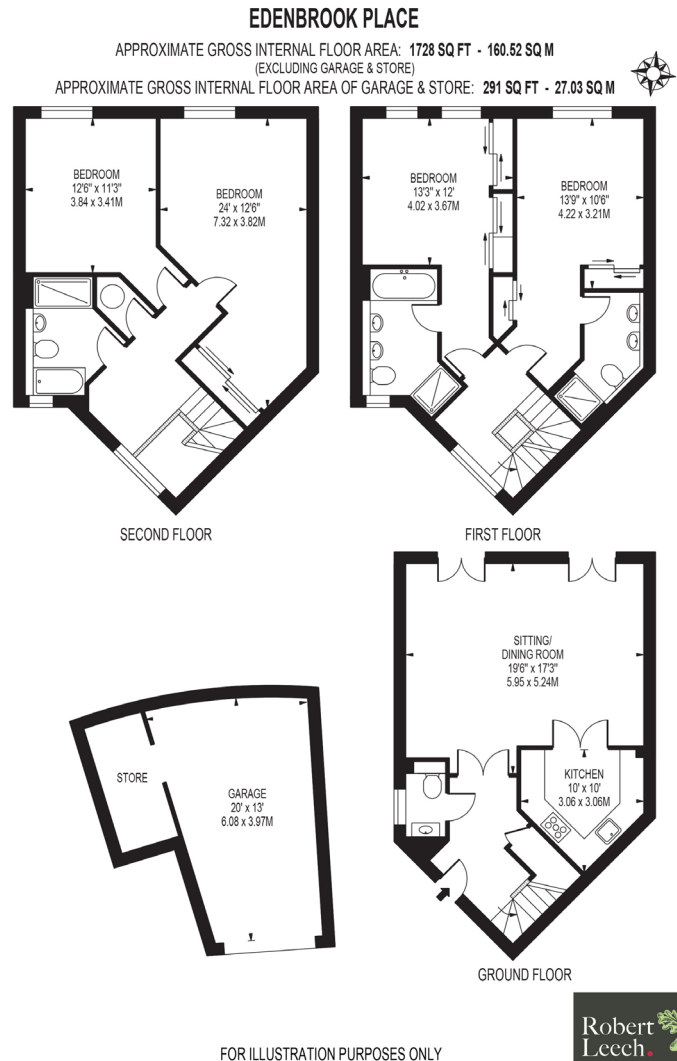 EDENBROOK PLACE
APPROXIMATE GROSS INTERNAL FLOOR AREA: 1728 SQ FT - 160.52 SQ M
(EXCLUDING GARAGE & STORE)
APPROXIMATE GROSS INTERNAL FLOOR AREA OF GARAGE & STORE: 291 SQ FT - 27.03 SQ M
BEDROOM
12'6" x 11'3"
3.84 x 3.41M
BEDROOM
24' x 12'6"
7.32 x 3.82M
SECOND FLOOR
BEDROOM
13'3" x 12'
4.02 x 3.67M
BEDROOM
13'9" x 10'6"
4.22 x 3.21M
FIRST FLOOR
SITTING/
DINING ROOM
19'6" x 17'3"
5.95 x 5.24M
KITCHEN
10' x 10'
3.06 x 3.06M
GROUND FLOOR
STORE
GARAGE
20' x 13'
6.08 x 3.97M
FOR ILLUSTRATION PURPOSES ONLY
Robert
Leech.